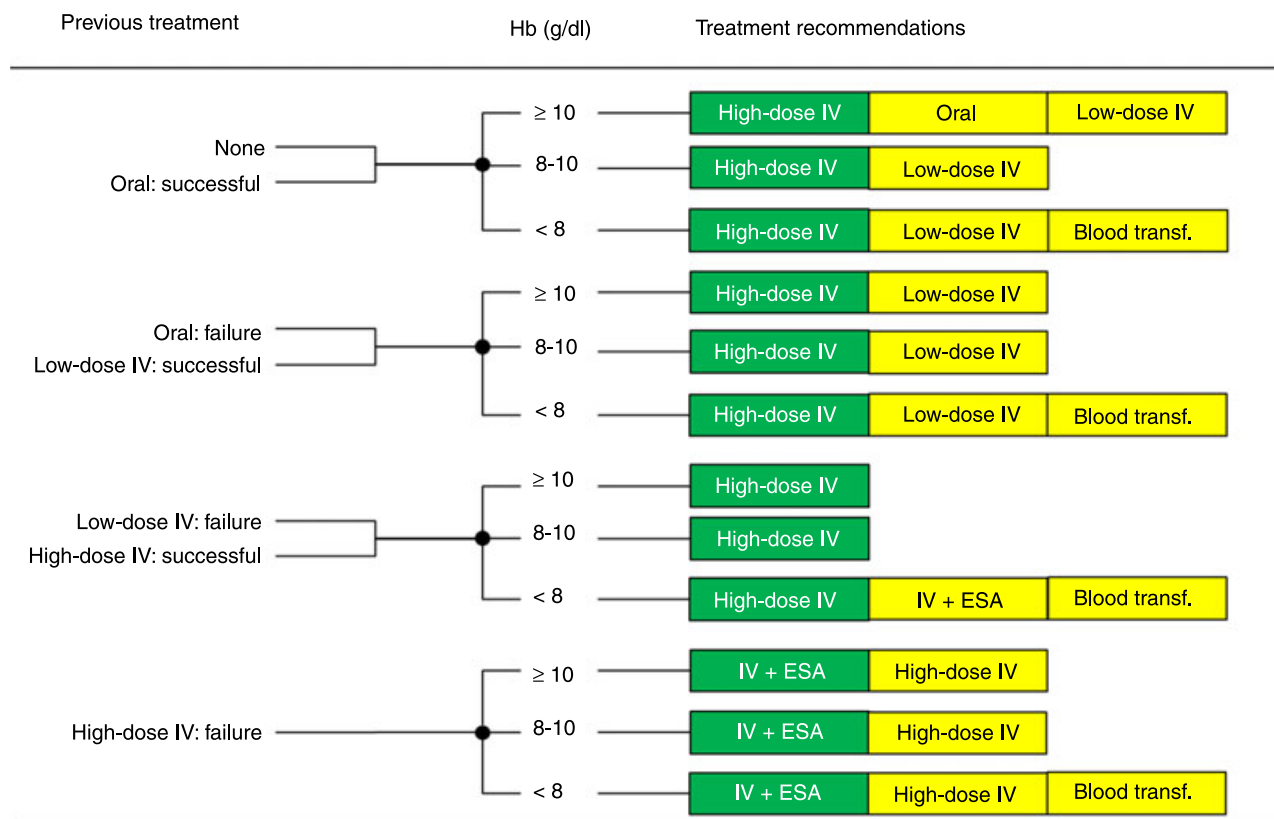 Previous treatment Hb (g/dl) Treatment recommendations
≥ 10 High-dose IV Oral Low-dose IV
None
8-10 High-dose IV Low-dose IV
Oral: successful
< 8 High-dose IV Low-dose IV Blood transf.
≥ 10 High-dose IV Low-dose IV
Oral: failure
8-10 High-dose IV Low-dose IV
Low-dose IV: successful
< 8 High-dose IV Low-dose IV Blood transf.
≥ 10 High-dose IV
Low-dose IV: failure
8-10 High-dose IV
High-dose IV: successful
< 8 High-dose IV IV + ESA Blood transf.
≥ 10 IV + ESA High-dose IV
High-dose IV: failure 8-10 IV + ESA High-dose IV
< 8 IV + ESA High-dose IV Blood transf.